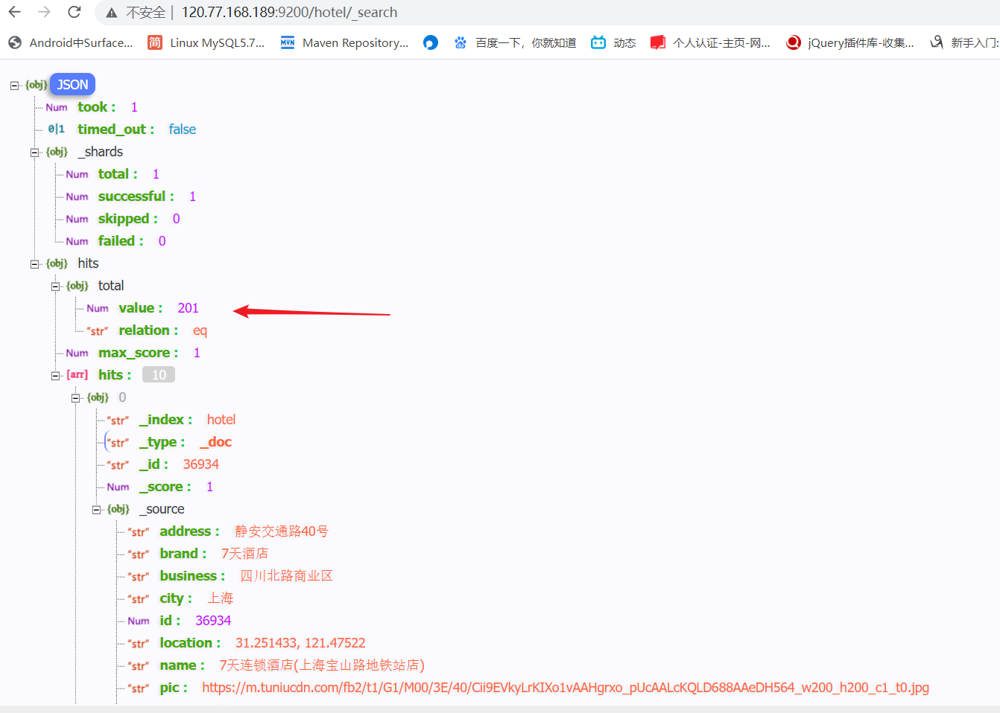 不安全 | 120.77.168.189:9200/hotel/_search
Android中Surface... 简 Linux MySQL5.7... MVN Maven Repository... 百度一下，你就知道 动态 个人认证-主页-网... jQuery插件库-收集... 新手入门:
{obj} JSON
Num took : 1
0|1 timed_out : false
{obj} _shards
Num total : 1
Num successful : 1
Num skipped : 0
Num failed : 0
{obj} hits
{obj} total
Num value : 201
"str" relation : eq
Num max_score : 1
[arr] hits : 10
{obj} 0
"str" _index : hotel
"str" _type : _doc
"str" _id : 36934
Num _score : 1
{obj} _source
"str" address : 静安交通路40号
"str" brand : 7天酒店
"str" business : 四川北路商业区
"str" city : 上海
Num id : 36934
"str" location : 31.251433, 121.47522
"str" name : 7天连锁酒店(上海宝山路地铁站店)
"str" pic : https://m.tuniucdn.com/fb2/t1/G1/M00/3E/40/Cii9EVkyLrKIXo1vAAHgrxo_pUcAALcKQLD688AAeDH564_w200_h200_c1_t0.jpg